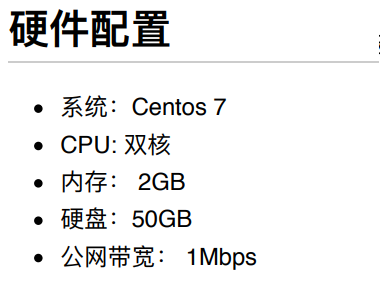 硬件配置
系统：Centos 7
CPU: 双核
内存： 2GB
硬盘：50GB
公网带宽： 1Mbps